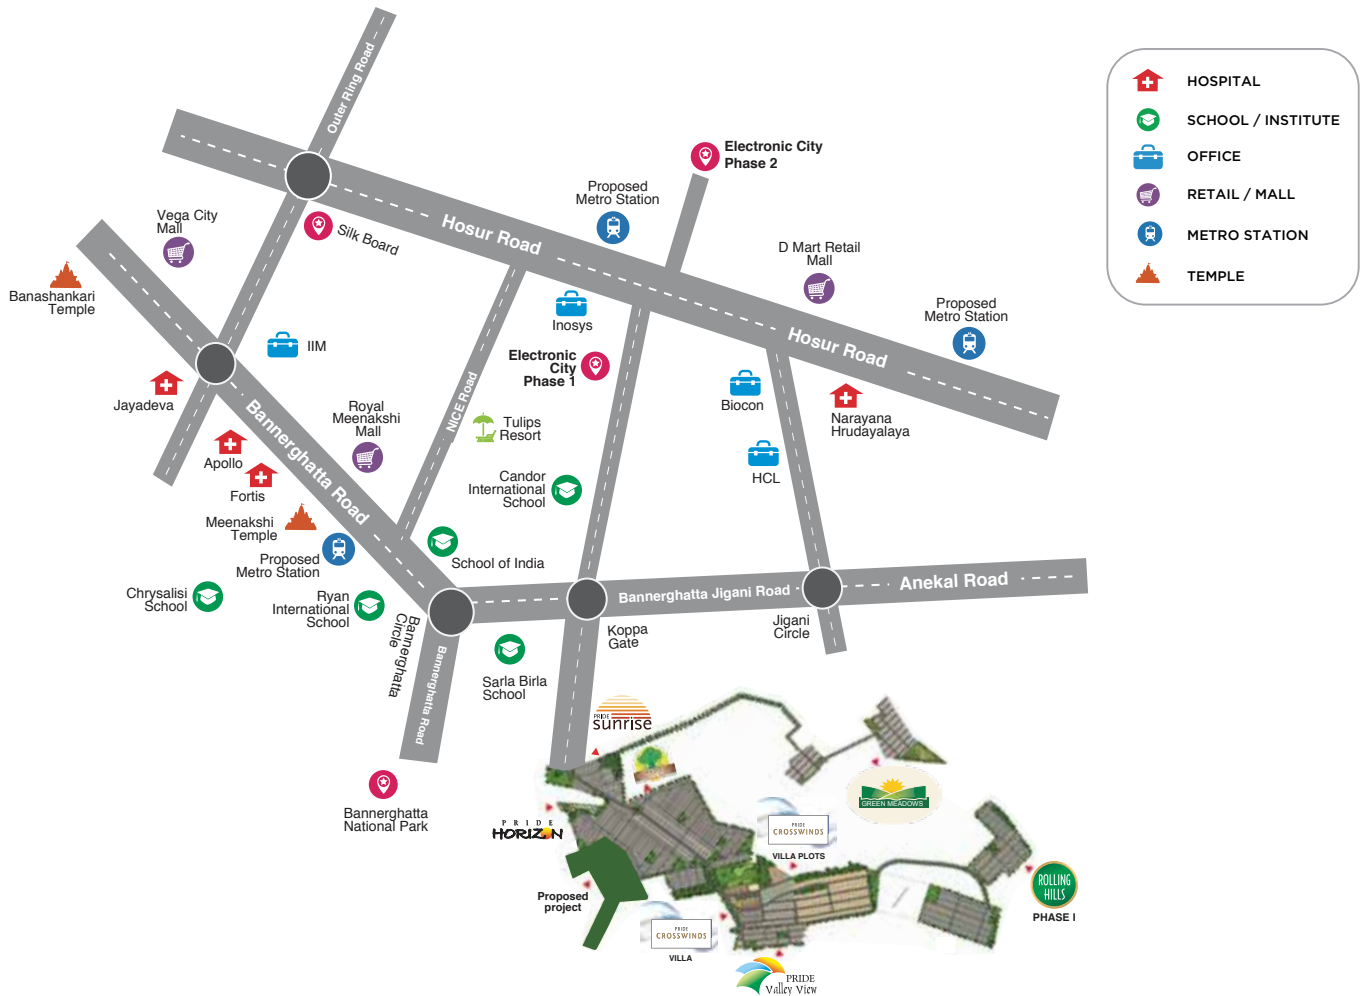 Outer Ring Road
HOSPITAL
SCHOOL / INSTITUTE
OFFICE
RETAIL / MALL
METRO STATION
TEMPLE
Electronic City
Phase 2
Proposed
Metro Station
Vega City
Mall
Silk Board
Hosur Road
D Mart Retail
Mall
Banashankari
Temple
Proposed
Metro Station
Inosys
IIM
Hosur Road
Electronic
City
Phase 1
Jayadeva
Royal
Meenakshi
Mall
NICE Road
Biocon
Narayana
Hrudayalaya
Tulips
Resort
Bannerghatta Road
Apollo
Fortis
HCL
Candor
International
School
Meenakshi
Temple
Proposed
Metro Station
School of India
Chrysalisi
School
Ryan
International
School
Bannerghatta Jigani Road
Anekal Road
Bannerghatta
Circle
Koppa
Gate
Jigani
Circle
Bannerghatta Road
Sarla Birla
School
PRIDE
sunrise
Bannerghatta
National Park
GREEN MEADOWS
PRIDE
HORIZON
PRIDE
CROSSWINDS
VILLA PLOTS
Proposed
project
ROLLING
HILLS
PHASE I
PRIDE
CROSSWINDS
VILLA
PRIDE
Valley View